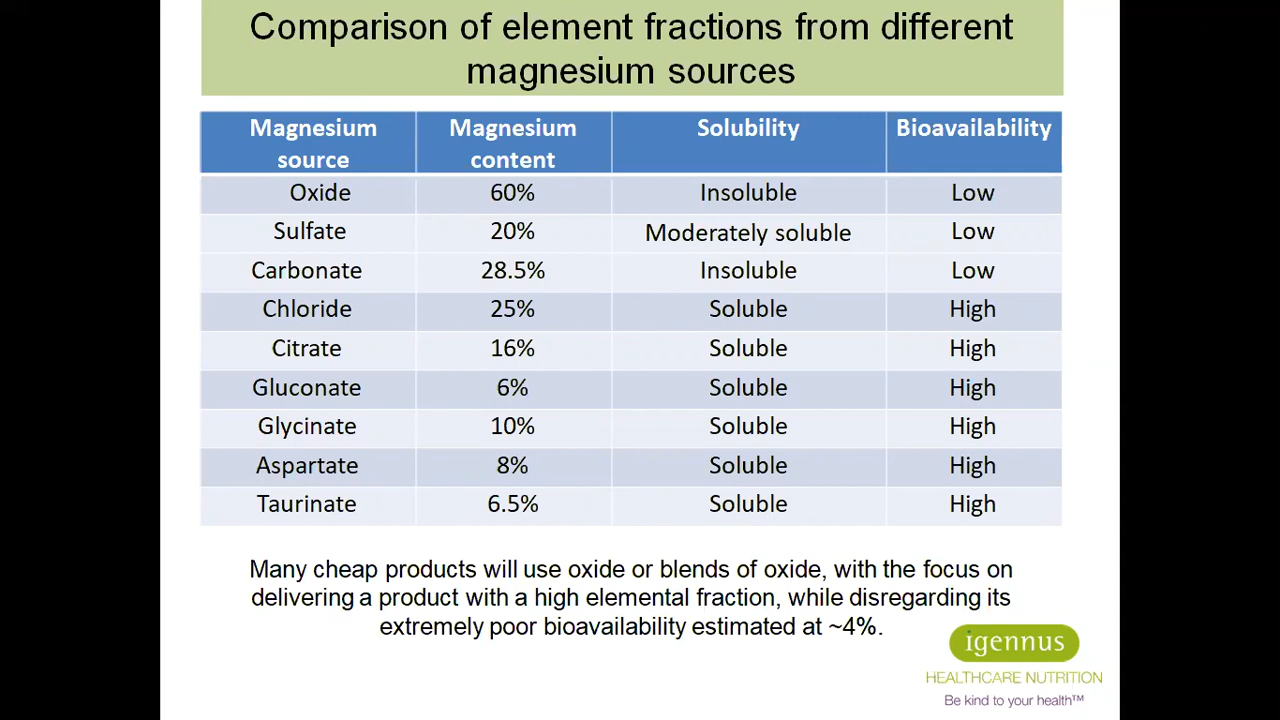 Comparison of element fractions from different
magnesium sources
Magnesium source Magnesium content Solubility Bioavailability
Oxide 60% Insoluble Low
Sulfate 20% Moderately soluble Low
Carbonate 28.5% Insoluble Low
Chloride 25% Soluble High
Citrate 16% Soluble High
Gluconate 6% Soluble High
Glycinate 10% Soluble High
Aspartate 8% Soluble High
Taurinate 6.5% Soluble High
Many cheap products will use oxide or blends of oxide, with the focus on
delivering a product with a high elemental fraction, while disregarding its
extremely poor bioavailability estimated at ~4%.
igennus
HEALTHCARE NUTRITION
Be kind to your health™